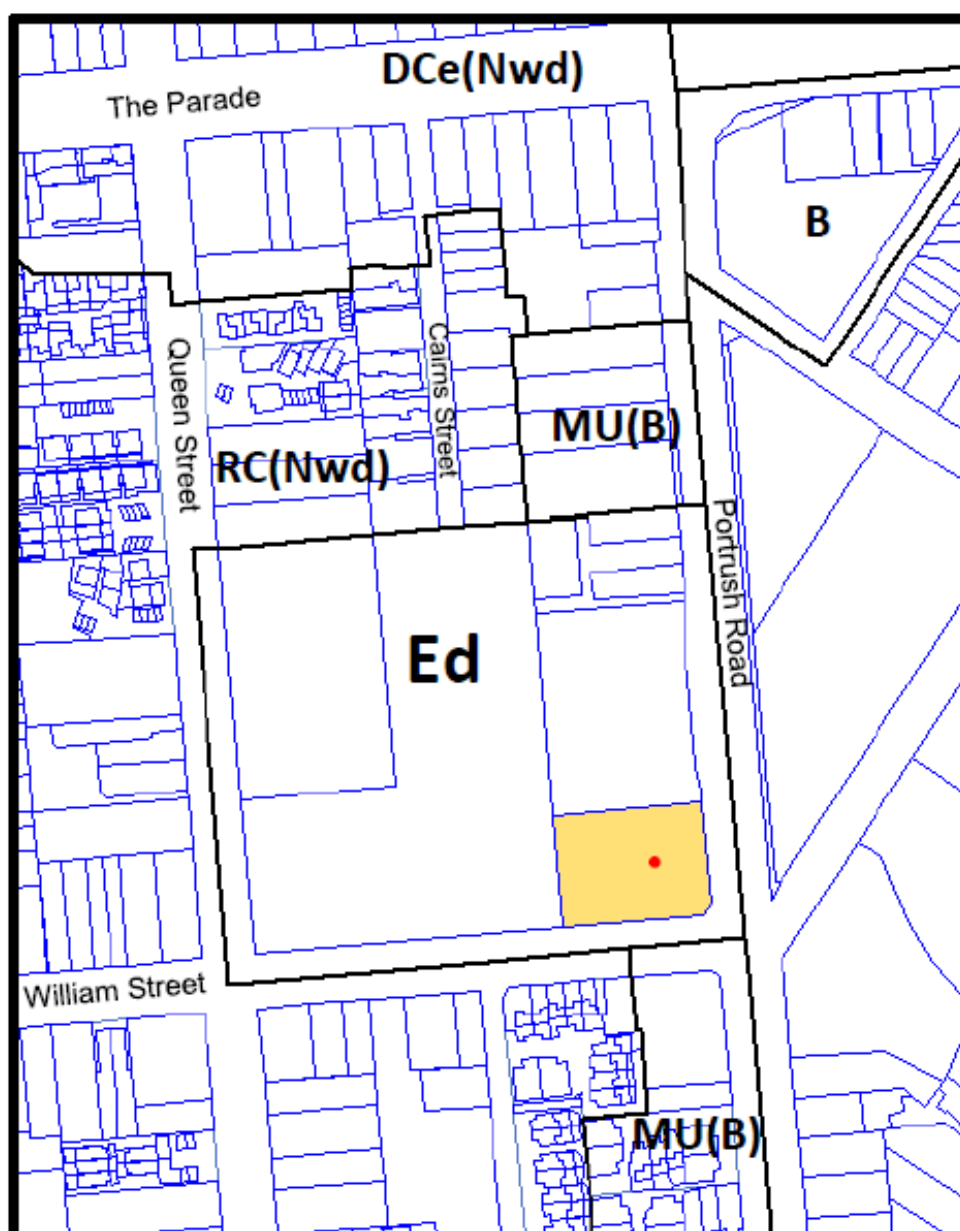 DCe(Nwd)
The Parade
B
Queen Street
Cairns Street
MU(B)
RC(Nwd)
Portrush Road
Ed
William Street
MU(B)